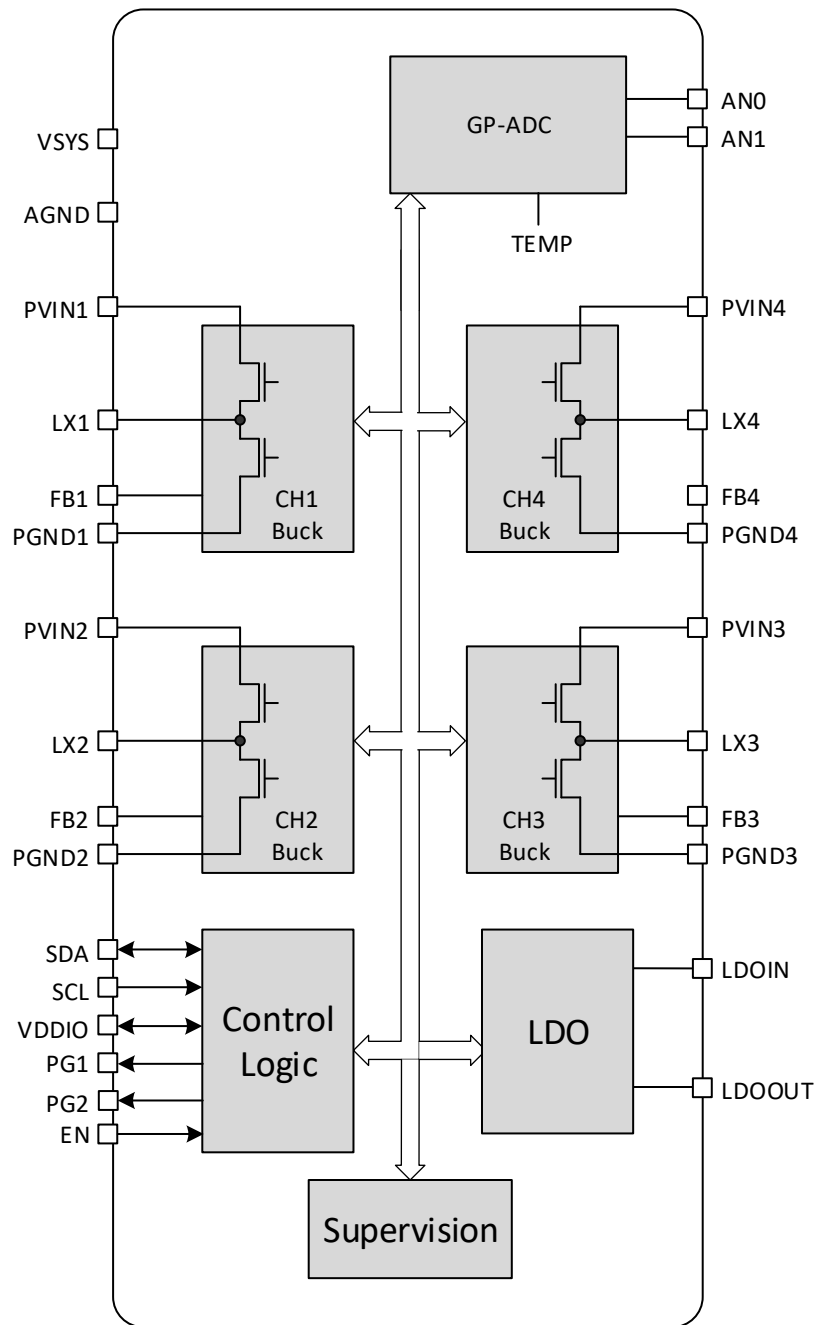 GP-ADC
AN0
AN1
TEMP
VSYS
AGND
PVIN1
LX1
FB1
PGND1
CH1
Buck
PVIN4
LX4
FB4
PGND4
CH4
Buck
PVIN2
LX2
FB2
PGND2
CH2
Buck
PVIN3
LX3
FB3
PGND3
CH3
Buck
SDA
SCL
VDDIO
PG1
PG2
EN
Control
Logic
LDO
LDOIN
LDOOUT
Supervision